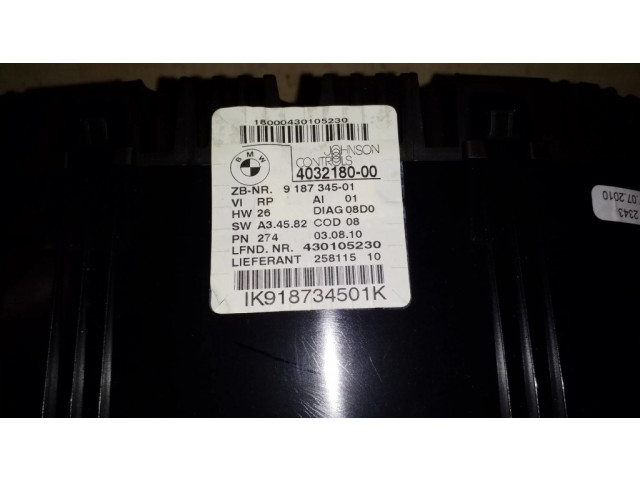 18000430105230
BMW
JOHNSON
CONTROLS
4032180-00
ZB-NR. 9 187 345-01
VI RP AI 01
HW 26 DIAG 08D0
SW A3.45.82 COD 08
PN 274 03.08.10
LFND. NR. 430105230
LIEFERANT 258115 10
IK918734501K
2343
.07.2010